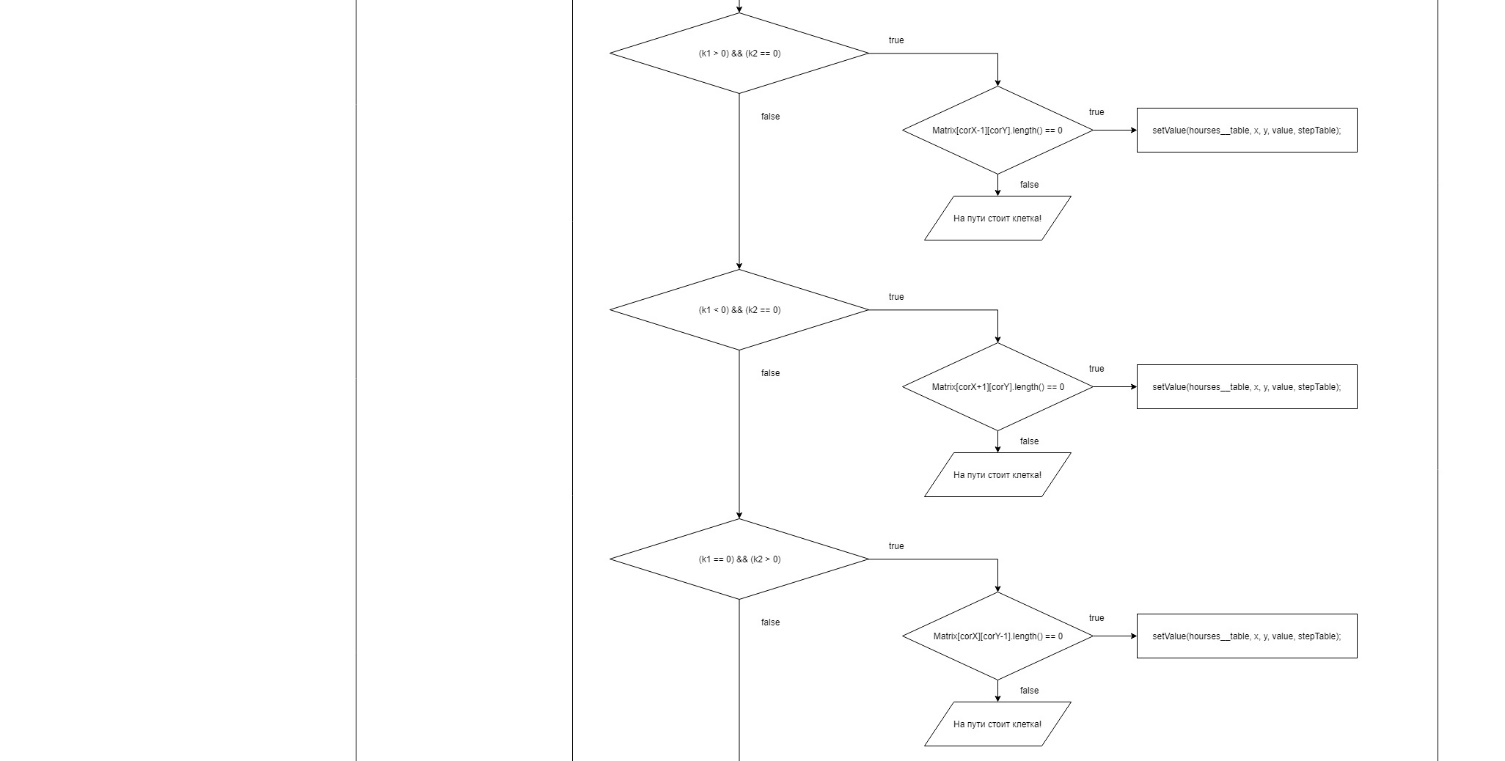 true
(k1 > 0) && (k2 == 0)
true
false
Matrix[corX-1][corY].length() == 0
setValue(hourses__table, x, y, value, stepTable);
false
На пути стоит клетка!
true
(k1 < 0) && (k2 == 0)
true
false
Matrix[corX+1][corY].length() == 0
setValue(hourses__table, x, y, value, stepTable);
false
На пути стоит клетка!
true
(k1 == 0) && (k2 > 0)
true
false
Matrix[corX][corY-1].length() == 0
setValue(hourses__table, x, y, value, stepTable);
false
На пути стоит клетка!